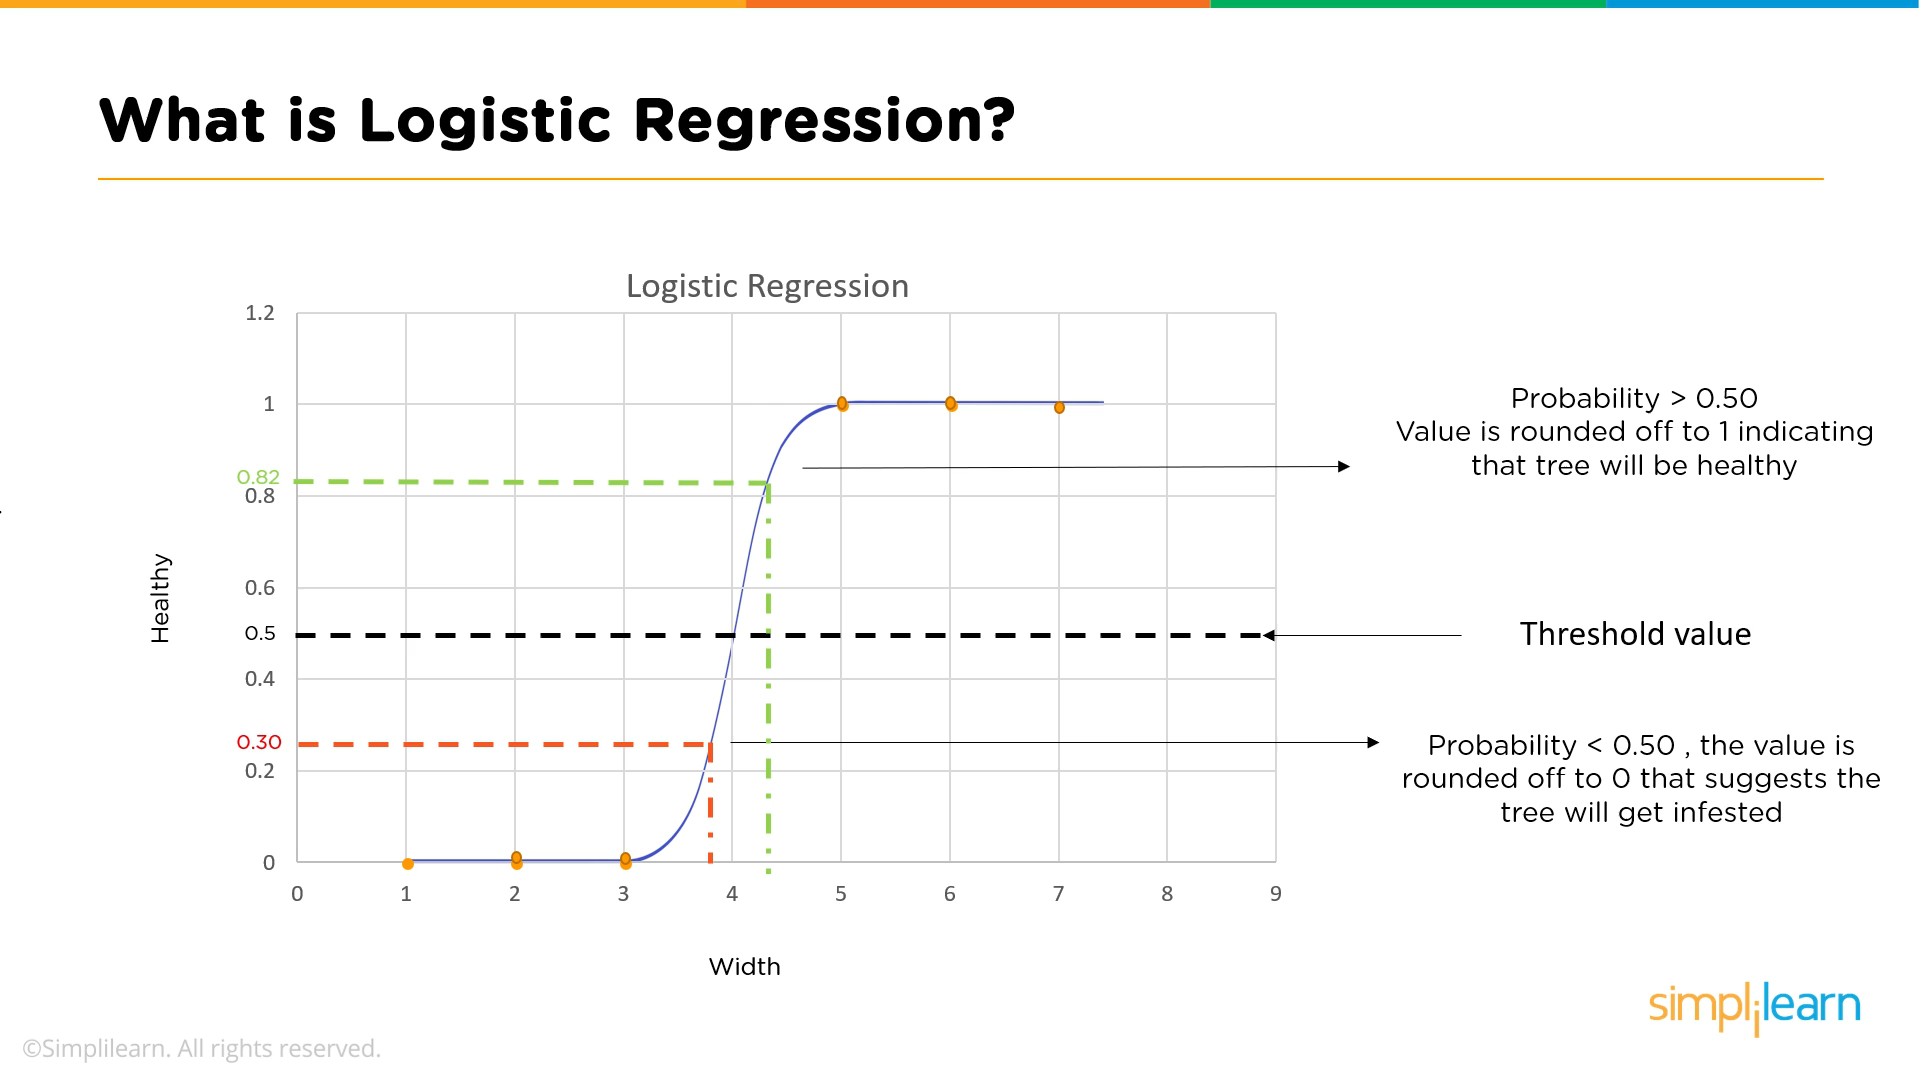 What is Logistic Regression?
Logistic Regression
1.2
1
0.82
0.8
0.6
0.5
0.4
0.30
0.2
0
0 1 2 3 4 5 6 7 8 9
Healthy
Width
Probability > 0.50
Value is rounded off to 1 indicating
that tree will be healthy
Threshold value
Probability < 0.50 , the value is
rounded off to 0 that suggests the
tree will get infested
simplilearn
©Simplilearn. All rights reserved.